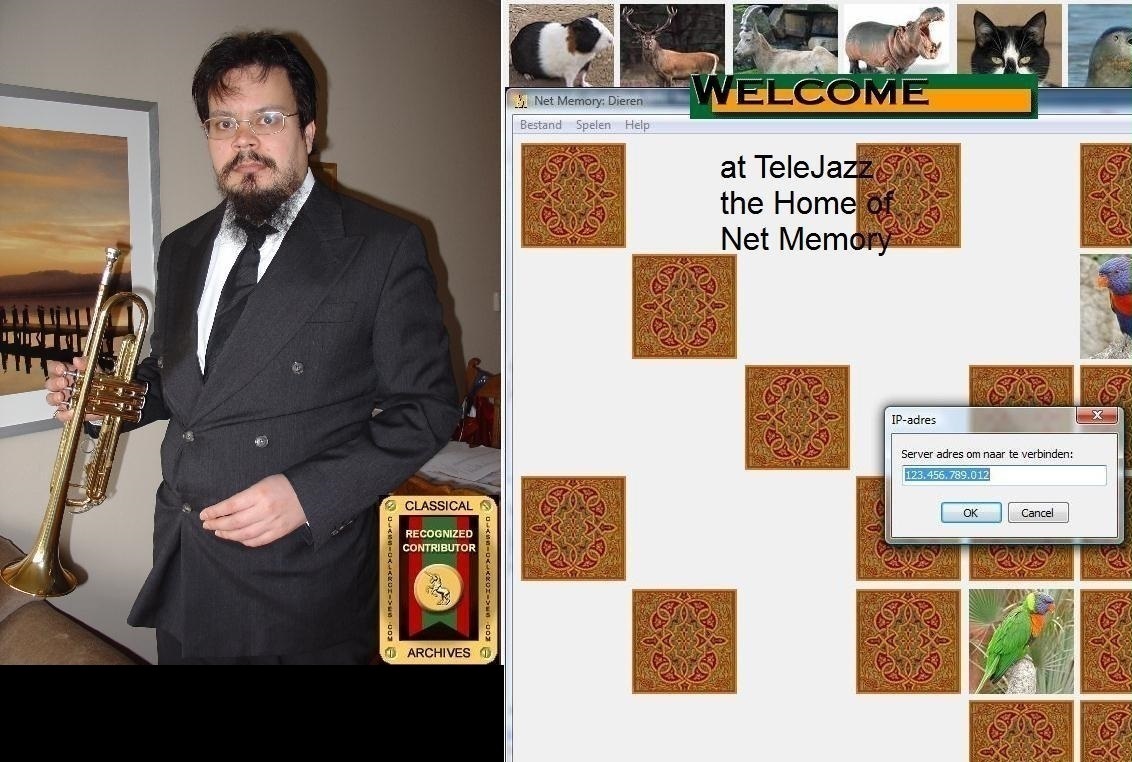 WELCOME
Net Memory: Dieren
Bestand Spelen Help
at TeleJazz
the Home of
Net Memory
IP-adres
Server adres om naar te verbinden:
123.456.789.012
OK Cancel
CLASSICAL
CLASSICALARCHIVES.COM
RECOGNIZED
CONTRIBUTOR
CLASSICALARCHIVES.COM
ARCHIVES